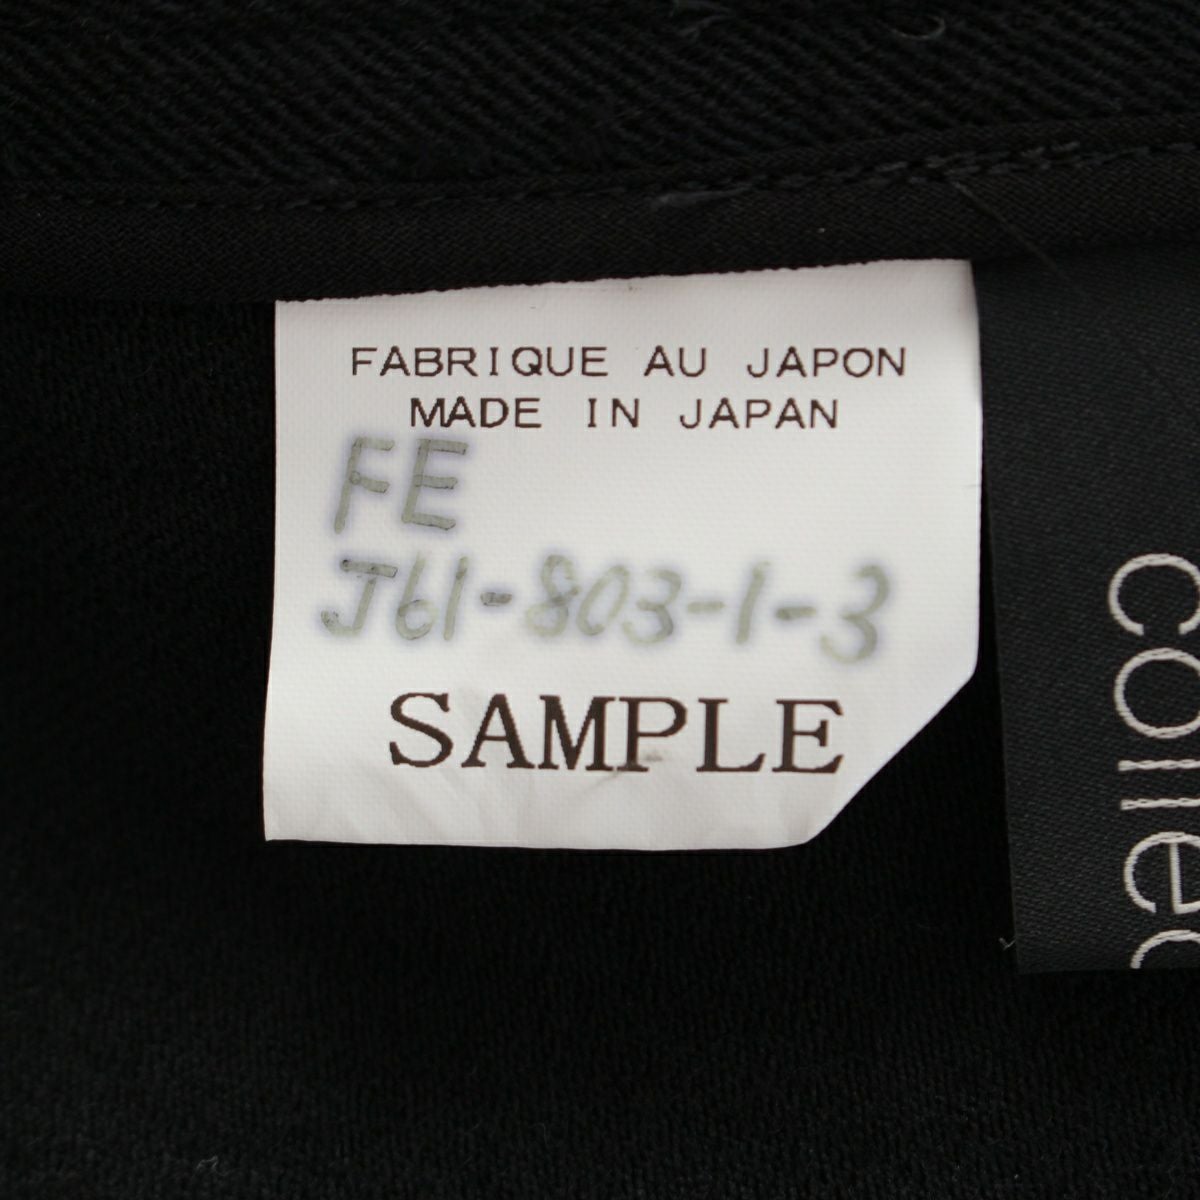 FABRIQUE AU JAPON
MADE IN JAPAN
FE
J61-803-1-3
SAMPLE
collec